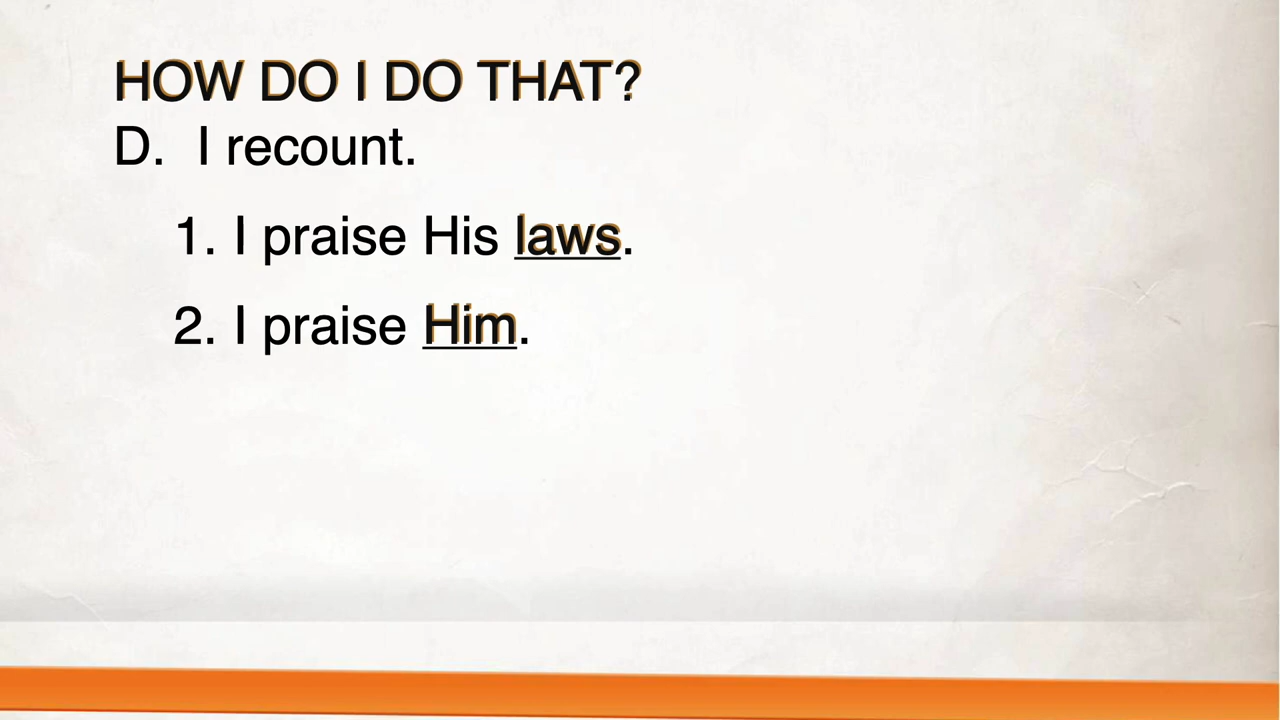 HOW DO I DO THAT?
D. I recount.
1. I praise His laws.
2. I praise Him.